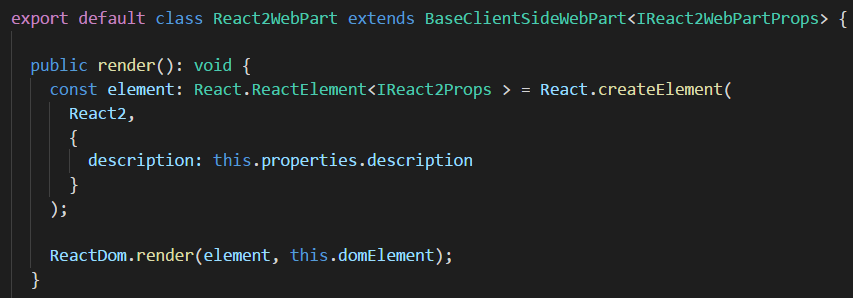 export default class React2WebPart extends BaseClientSideWebPart<IReact2WebPartProps> {
public render(): void {
const element: React.ReactElement<IReact2Props > = React.createElement(
React2,
{
description: this.properties.description
}
);
ReactDom.render(element, this.domElement);
}